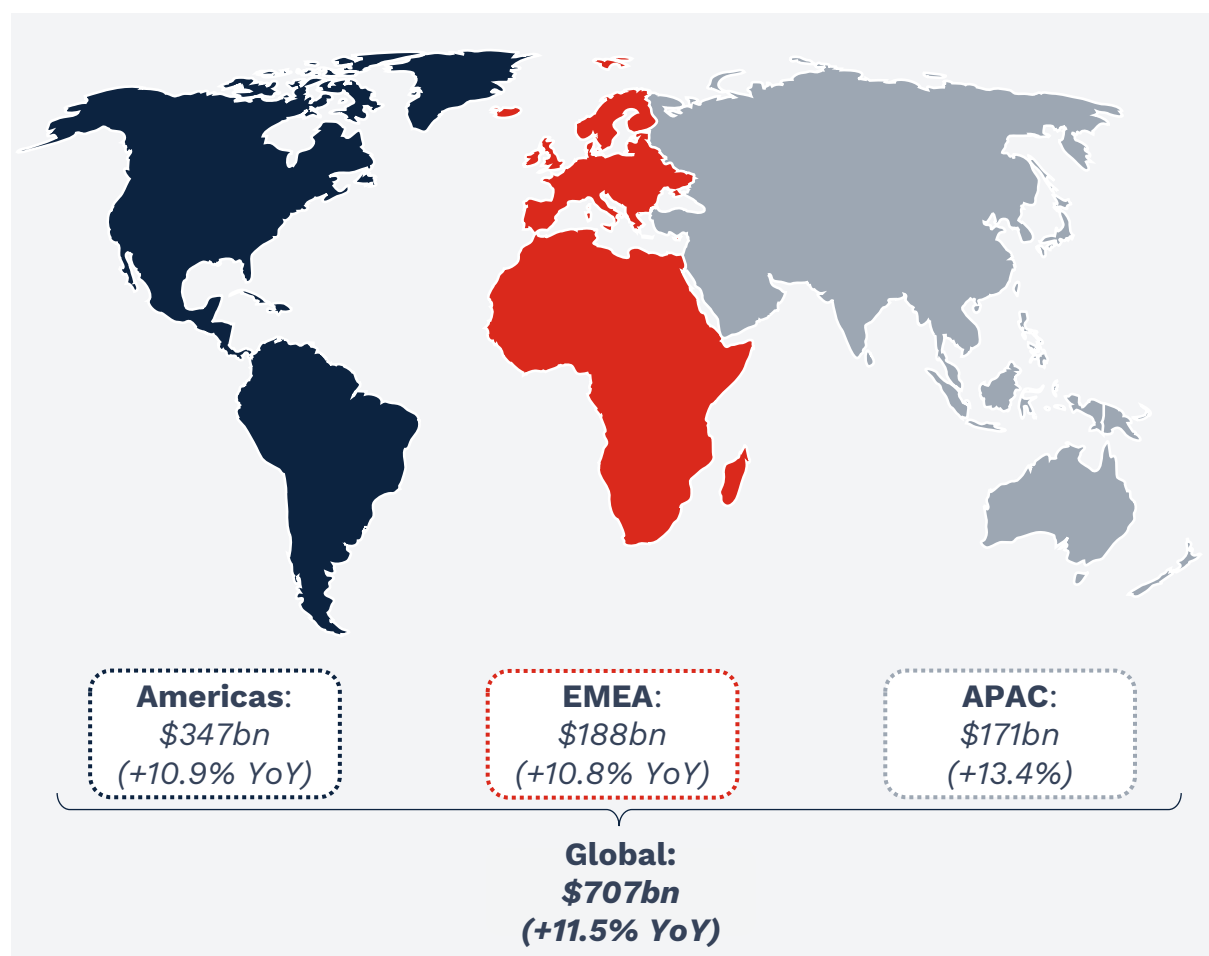 Americas:
$347bn
(+10.9% YoY)
EMEA:
$188bn
(+10.8% YoY)
APAC:
$171bn
(+13.4%)
Global:
$707bn
(+11.5% YoY)